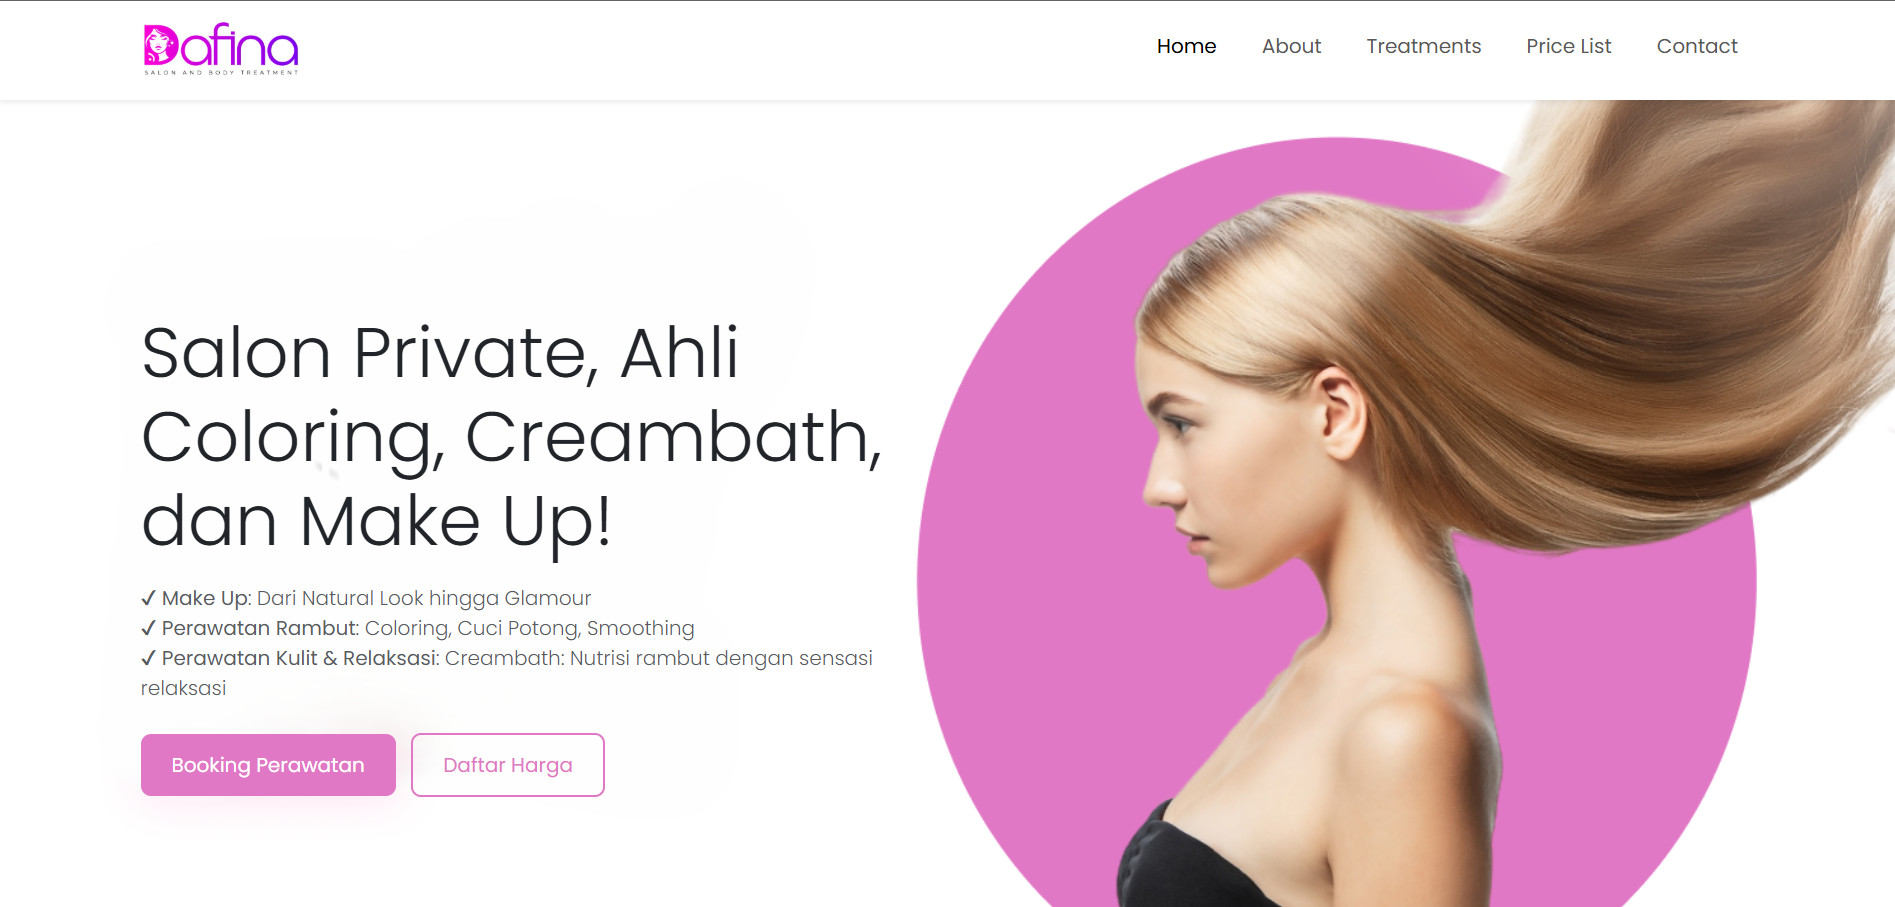 Dafina
SALON AND BODY TREATMENT
Home About Treatments Price List Contact
Salon Private, Ahli
Coloring, Creambath,
dan Make Up!
✓ Make Up: Dari Natural Look hingga Glamour
✓ Perawatan Rambut: Coloring, Cuci Potong, Smoothing
✓ Perawatan Kulit & Relaksasi: Creambath: Nutrisi rambut dengan sensasi
relaksasi
Booking Perawatan Daftar Harga